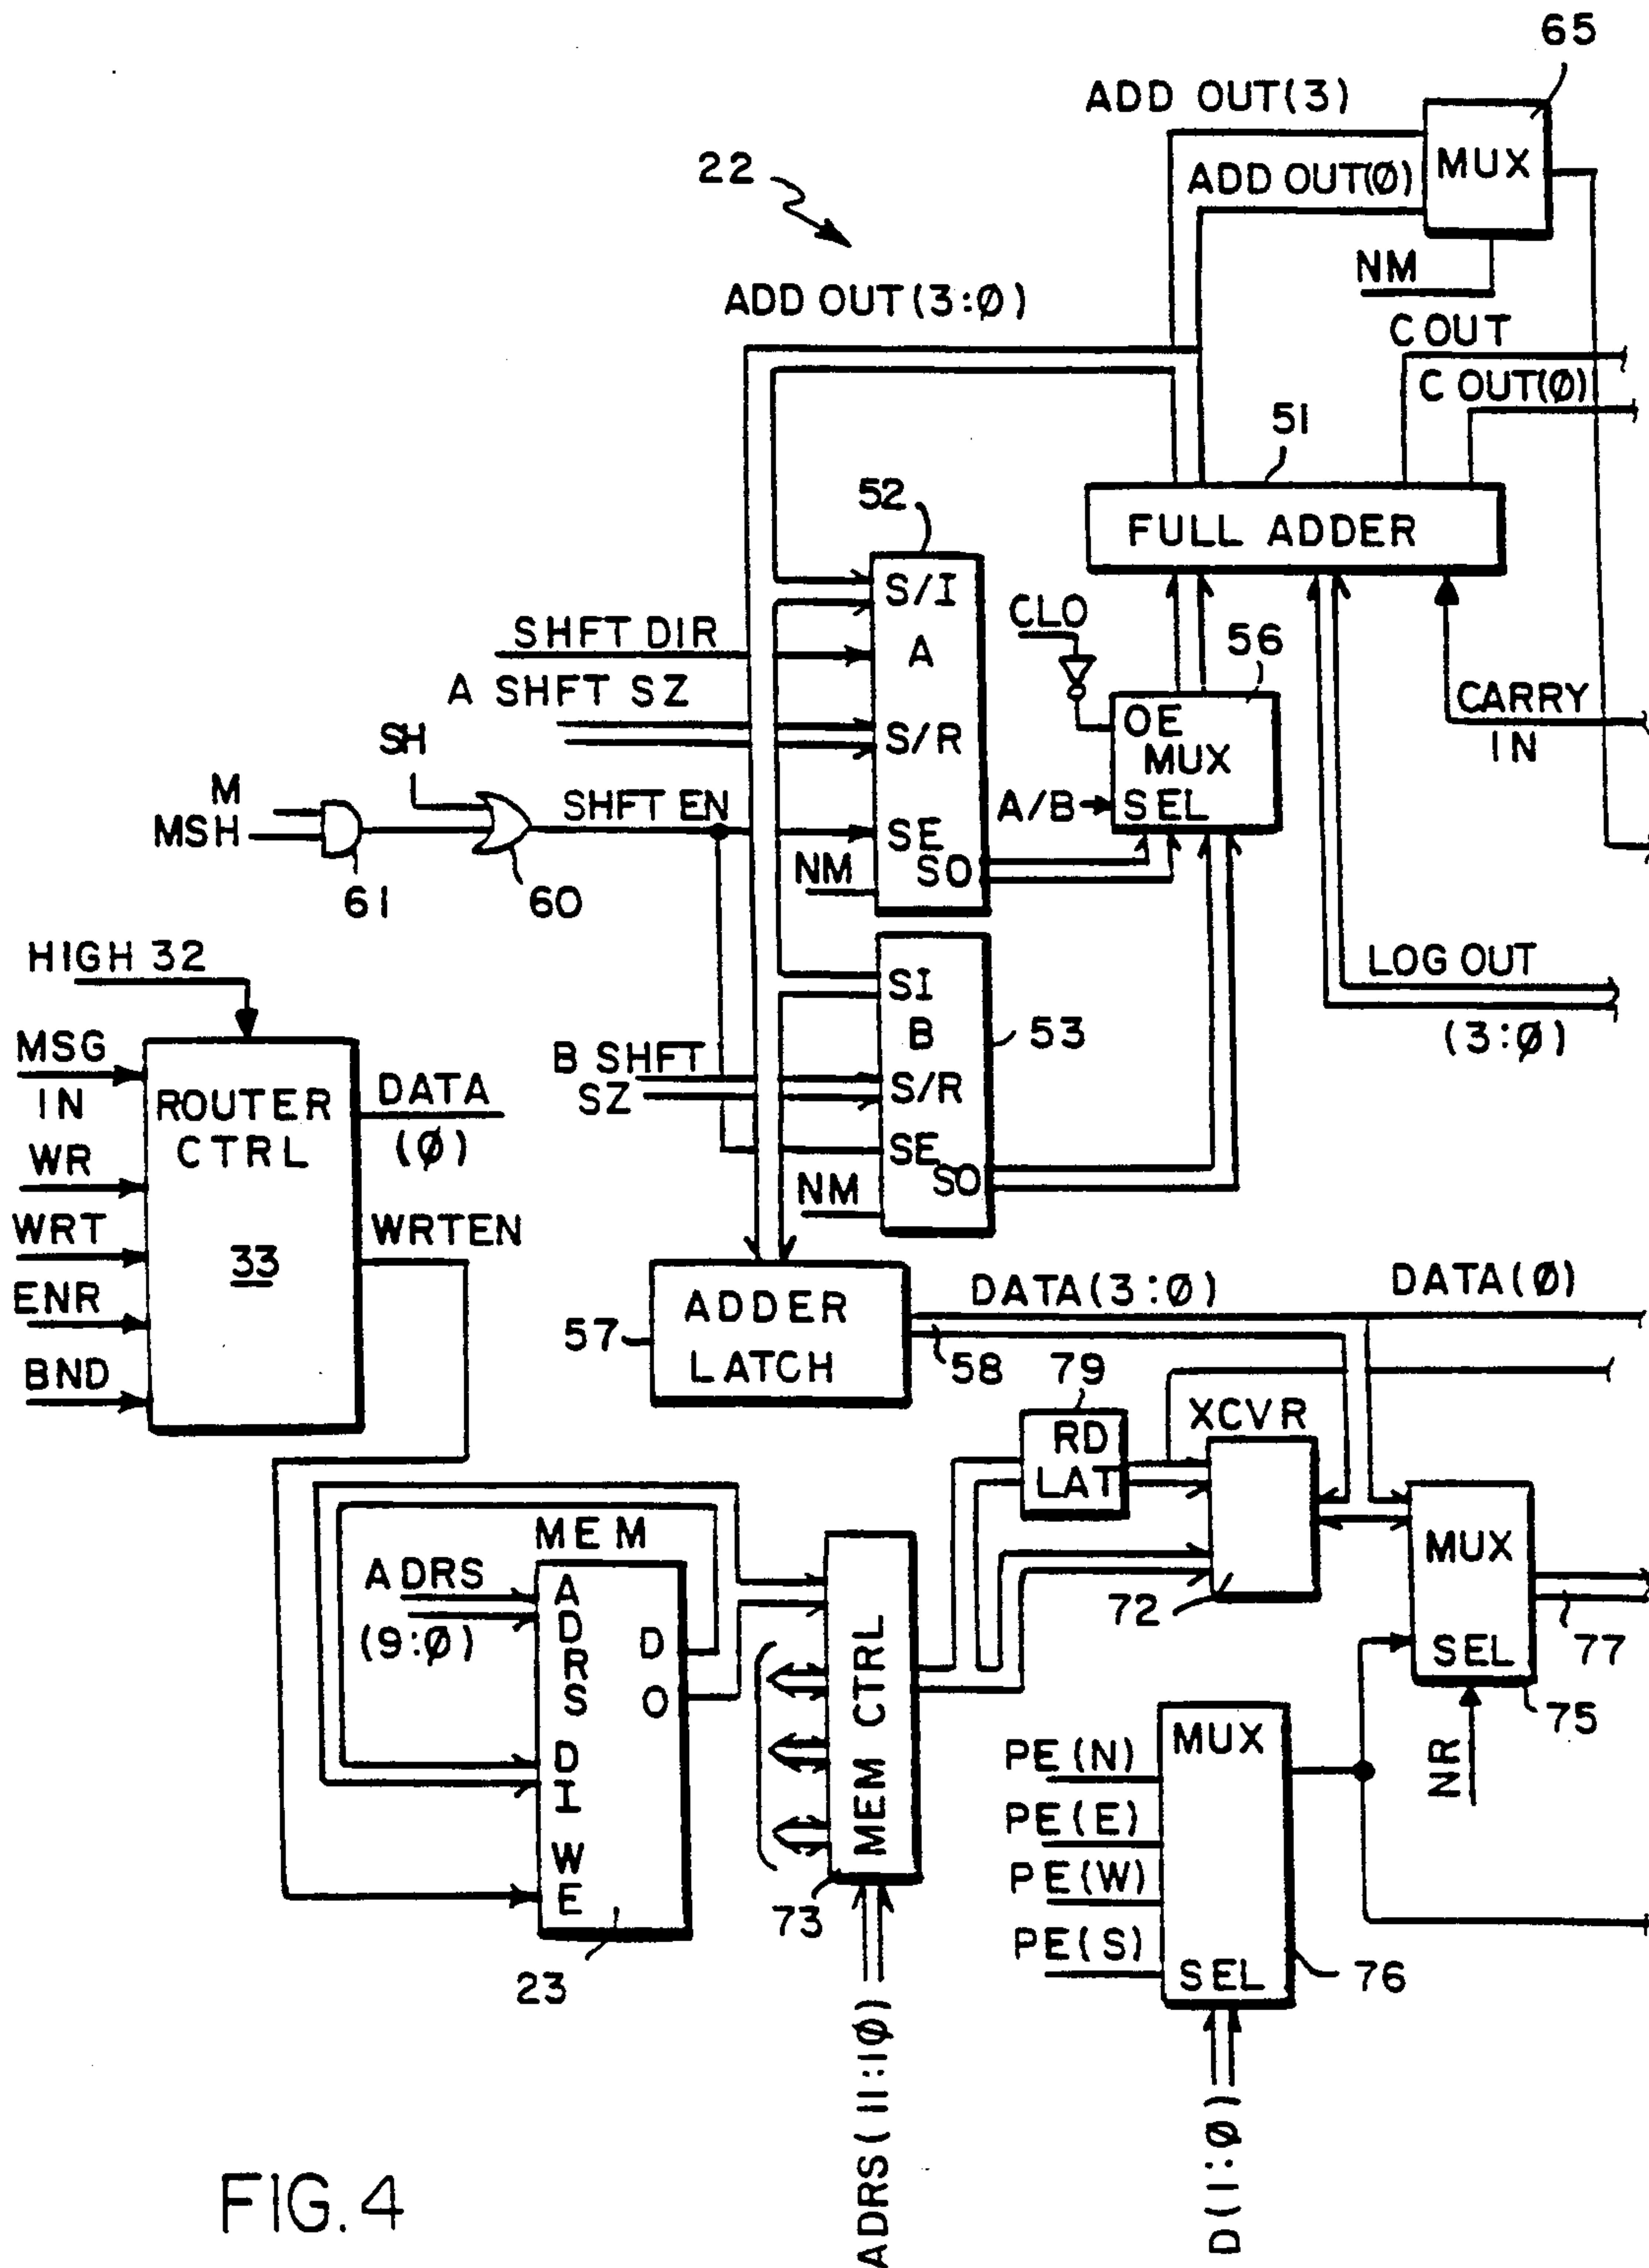 65
ADD OUT(3)
MUX
22
ADD OUT(Ø)
NM
ADD OUT (3:Ø)
C OUT
C OUT(Ø)
51
FULL ADDER
52
S/I
CLO
SHFT DIR
A
56
A SHFT SZ
OE
CARRY
IN
SH
S/R
MUX
M
SHFT EN
A/B
SEL
MSH
SE
NM
SO
61
60
HIGH 32
SI
LOG OUT
(3:Ø)
B
53
MSG
IN
B SHFT
SZ
S/R
ROUTER
CTRL
DATA
(Ø)
WR
SE
SO
NM
WRT
WRTEN
33
ENR
DATA(3:Ø)
DATA(Ø)
57
ADDER
LATCH
58
79
BND
RD
LAT
XCVR
MEM
MUX
ADRS
(9:Ø)
ADRS
DO
72
77
MEM CTRL
SEL
DI
75
PE(N)
MUX
NR
PE(E)
WE
PE(W)
73
PE(S)
SEL
76
23
ADRS(11:1Ø)
D(1:Ø)
FIG. 4